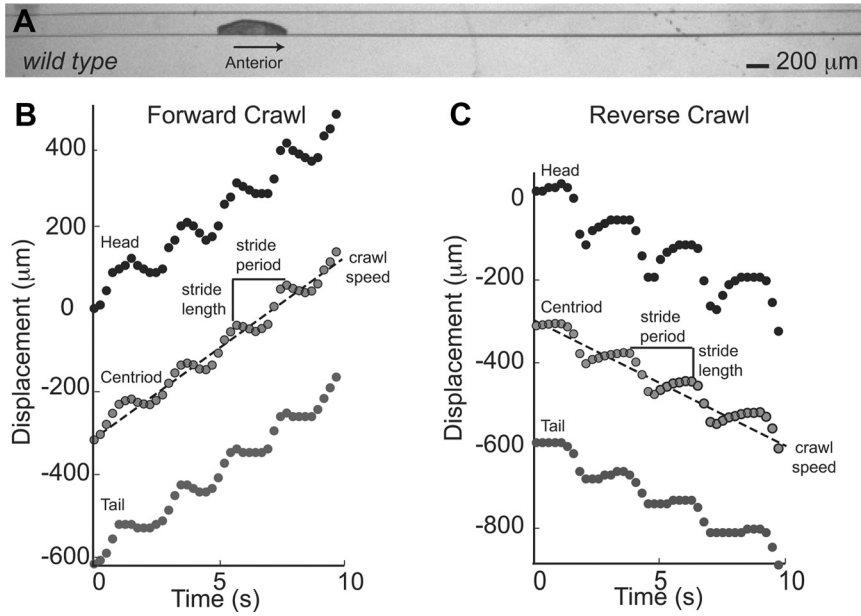 A
wild type
Anterior
200 μm
B
Forward Crawl
Displacement (μm)
400
200
0
-200
-400
-600
Head
stride
period
stride
length
crawl
speed
Centriod
Tail
0
5
10
Time (s)
C
Reverse Crawl
Displacement (μm)
0
-200
-400
-600
-800
Head
Centriod
stride
period
stride
length
crawl
speed
Tail
0
5
10
Time (s)